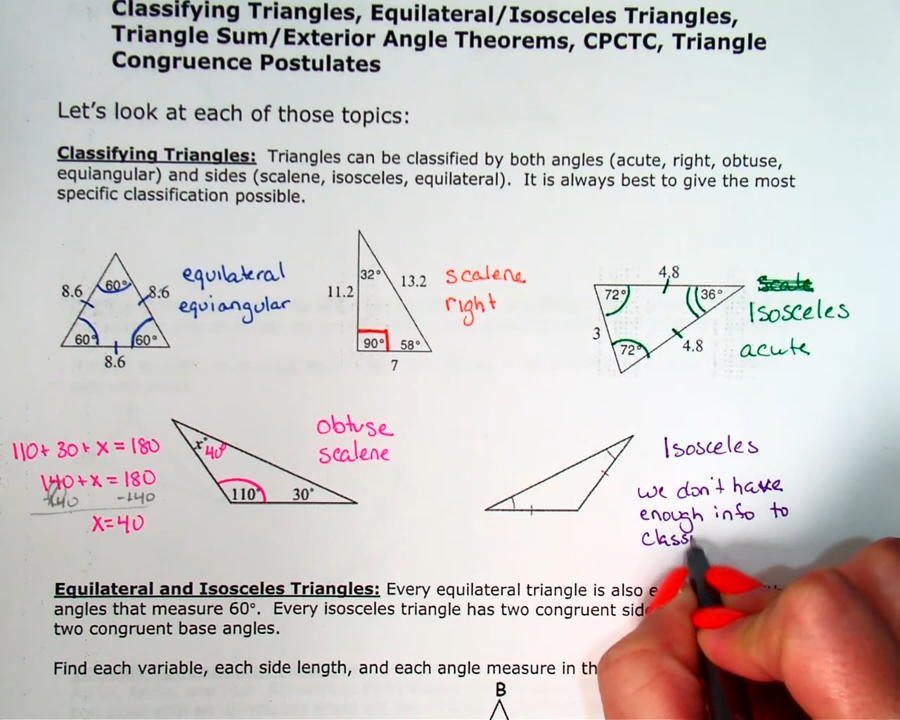 Classifying Triangles, Equilateral/Isosceles Triangles,
Triangle Sum/Exterior Angle Theorems, CPCTC, Triangle
Congruence Postulates
Let's look at each of those topics:
Classifying Triangles: Triangles can be classified by both angles (acute, right, obtuse,
equiangular) and sides (scalene, isosceles, equilateral). It is always best to give the most
specific classification possible.
60°
8.6
8.6
60°
60°
8.6
equilateral
equiangular
32°
11.2
13.2
90°
58°
7
scalene
right
4.8
72°
36°
3
72°
4.8
Isosceles
acute
110+ 30 + x = 180
140 + x = 180
-140 -140
x = 40
x°
40°
110°
30°
Obtuse
scalene
Isosceles
we don't have
enough info to
class
Equilateral and Isosceles Triangles: Every equilateral triangle is also
angles that measure 60°. Every isosceles triangle has two congruent
two congruent base angles.
Find each variable, each side length, and each angle measure in
B